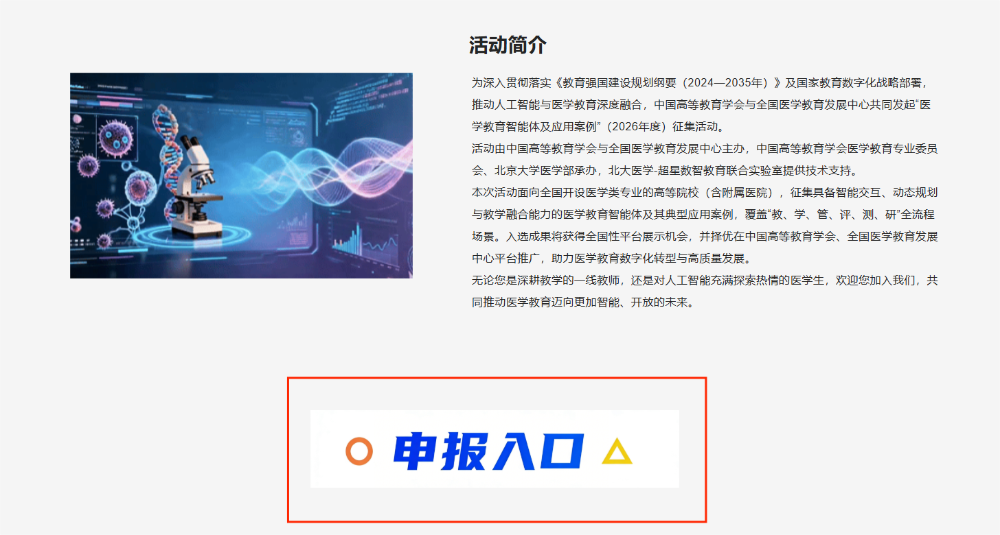 活动简介
为深入贯彻落实《教育强国建设规划纲要（2024—2035年）》及国家教育数字化战略部署，
推动人工智能与医学教育深度融合，中国高等教育学会与全国医学教育发展中心共同发起“医
学教育智能体及应用案例”（2026年度）征集活动。
活动由中国高等教育学会与全国医学教育发展中心主办，中国高等教育学会医学教育专业委员
会、北京大学医学部承办，北大医学-超星数智教育联合实验室提供技术支持。
本次活动面向全国开设医学类专业的高等院校（含附属医院），征集具备智能交互、动态规划
与教学融合能力的医学教育智能体及其典型应用案例，覆盖“教、学、管、评、测、研”全流程
场景。入选成果将获得全国性平台展示机会，并择优在中国高等教育学会、全国医学教育发展
中心平台推广，助力医学教育数字化转型与高质量发展。
无论您是深耕教学的一线教师，还是对人工智能充满探索热情的医学生，欢迎您加入我们，共
同推动医学教育迈向更加智能、开放的未来。
申报入口